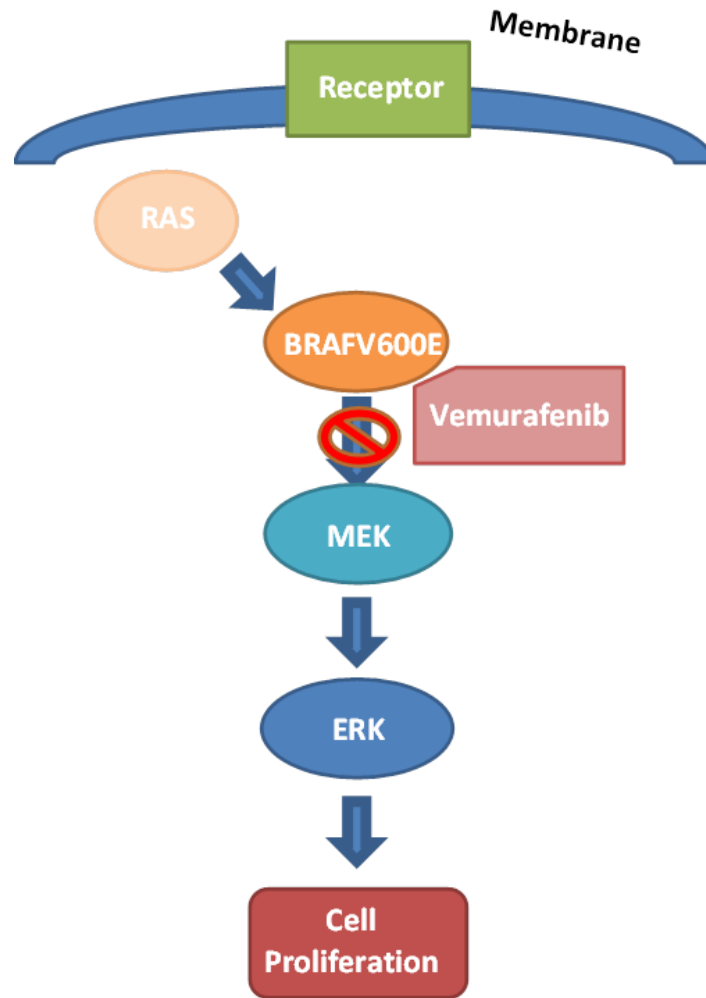 Membrane
Receptor
RAS
BRAFV600E
Vemurafenib
MEK
ERK
Cell
Proliferation